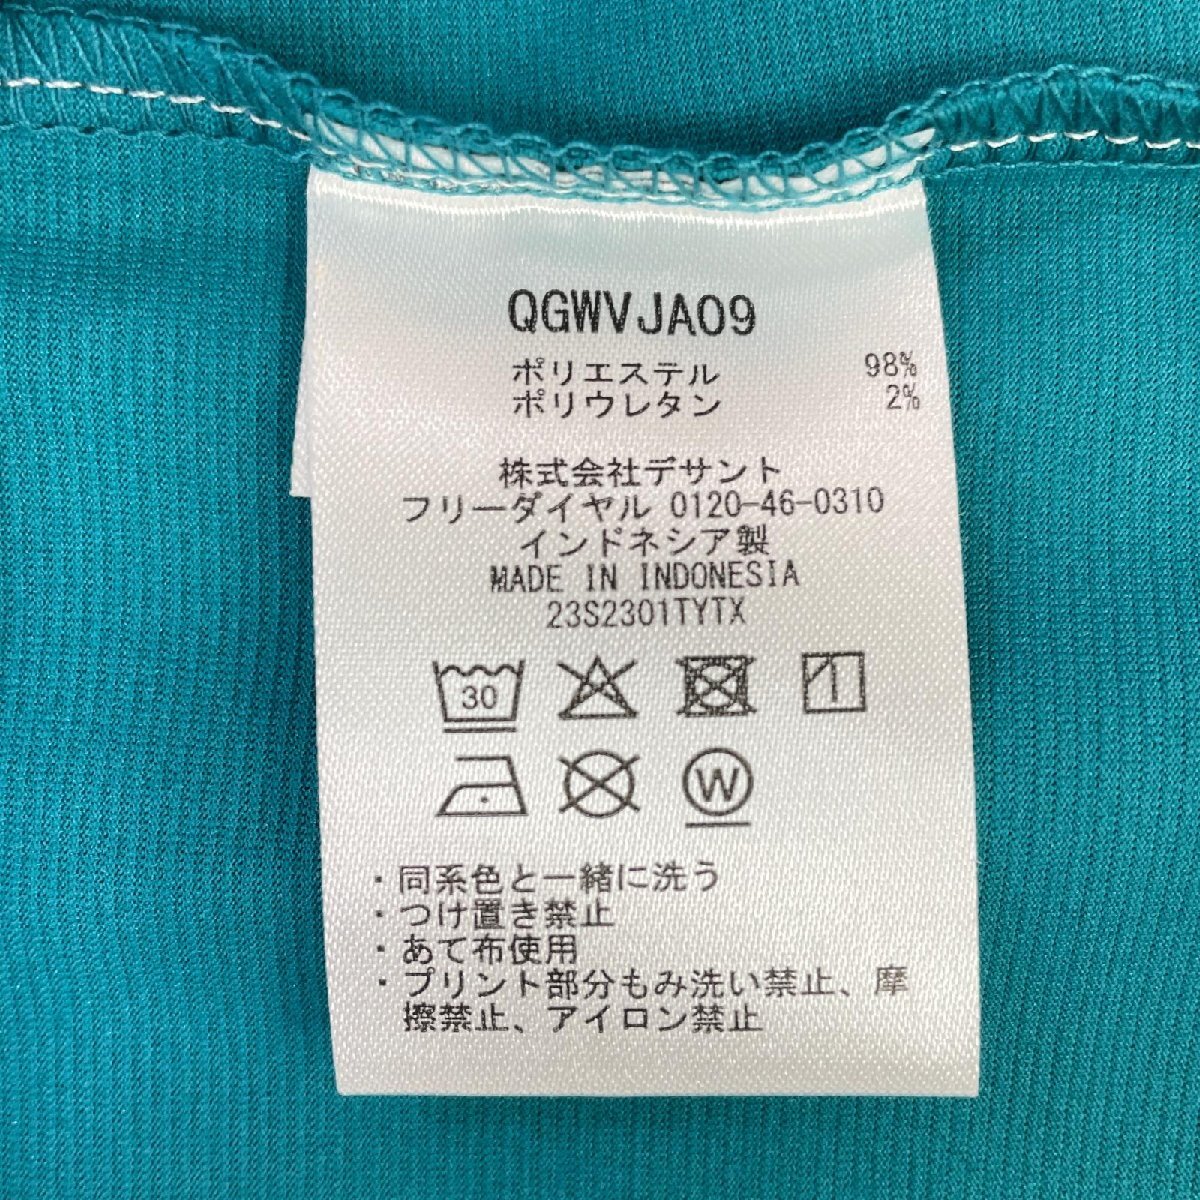 QGWVJA09
ポリエステル 98%
ポリウレタン 2%
株式会社デサント
フリーダイヤル 0120-46-0310
インドネシア製
MADE IN INDONESIA
23S2301TYTX
30
W
・同系色と一緒に洗う
・つけ置き禁止
・あて布使用
・プリント部分もみ洗い禁止、摩
擦禁止、アイロン禁止